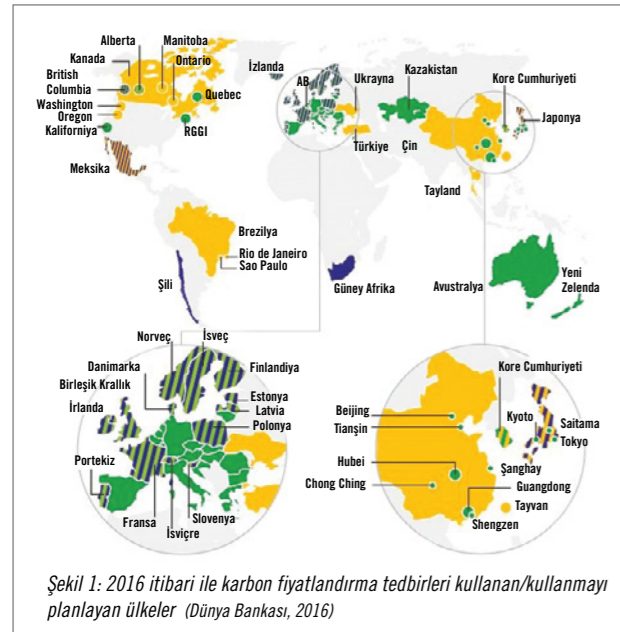 Alberta
Manitoba
Kanada
Ontario
British
Columbia
Washington
Oregon
Kaliforniya
Quebec
RGGI
Meksika
İzlanda
AB
Ukrayna
Türkiye
Kazakistan
Çin
Kore Cumhuriyeti
Japonya
Tayland
Brezilya
Rio de Janeiro
Sao Paulo
Şili
Güney Afrika
Avustralya
Yeni
Zelenda
Norveç
İsveç
Danimarka
Finlandiya
Birleşik Krallık
İrlanda
Estonya
Latvia
Polonya
Portekiz
Fransa
İsviçre
Slovenya
Kore Cumhuriyeti
Beijing
Tianşin
Kyoto
Saitama
Tokyo
Hubei
Şanghay
Chong Ching
Guangdong
Tayvan
Shengzen
Şekil 1: 2016 itibari ile karbon fiyatlandırma tedbirleri kullanan/kullanmayı
planlayan ülkeler (Dünya Bankası, 2016)